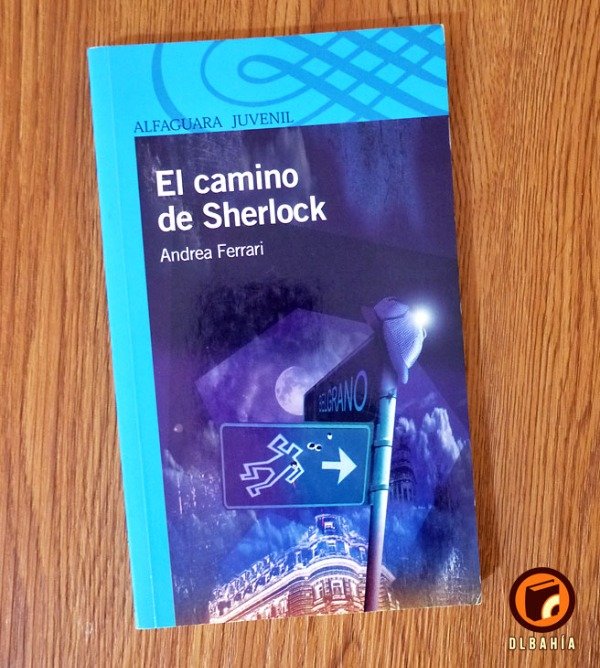 ALFAGUARA JUVENIL
El camino
de Sherlock
Andrea Ferrari
BELGRANO
DLBAHÍA